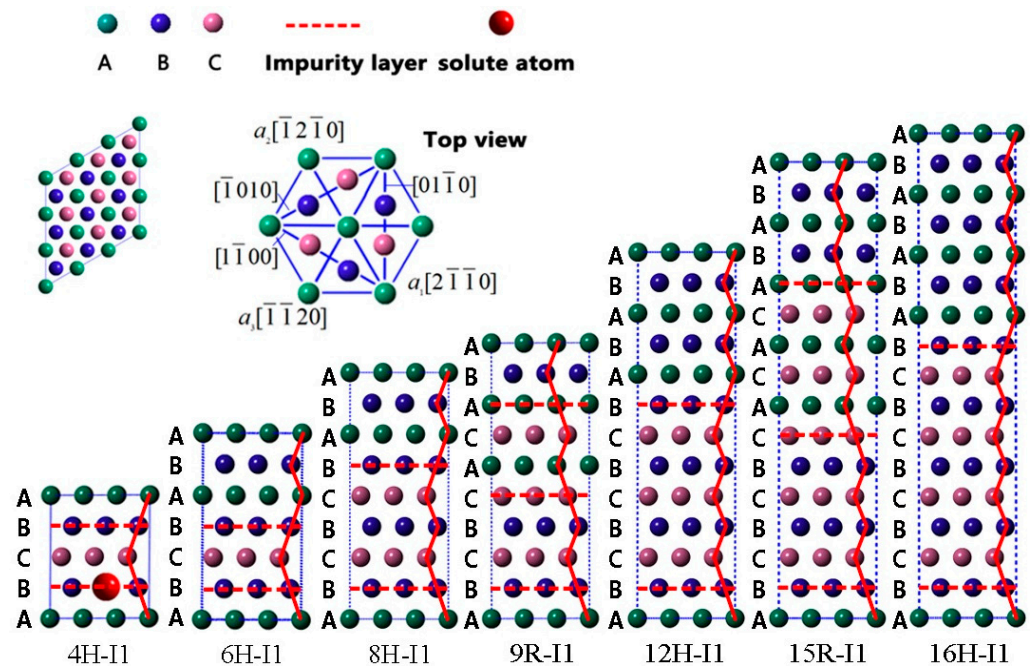 A B C Impurity layer solute atom
Top view
a₂[1̅21̅0]
[1̅010]
[011̅0]
[11̅00]
a₁[21̅1̅0]
a₃[1̅1̅20]
A
B
C
B
A
4H-I1
A
B
A
B
C
B
A
6H-I1
A
B
A
B
C
B
C
B
A
8H-I1
A
B
A
C
A
C
B
C
B
A
9R-I1
A
B
A
B
A
B
C
B
C
B
C
B
A
12H-I1
A
B
A
B
A
C
A
C
A
C
B
C
B
C
B
A
15R-I1
A
B
A
B
A
B
A
B
C
B
C
B
C
B
C
B
A
16H-I1